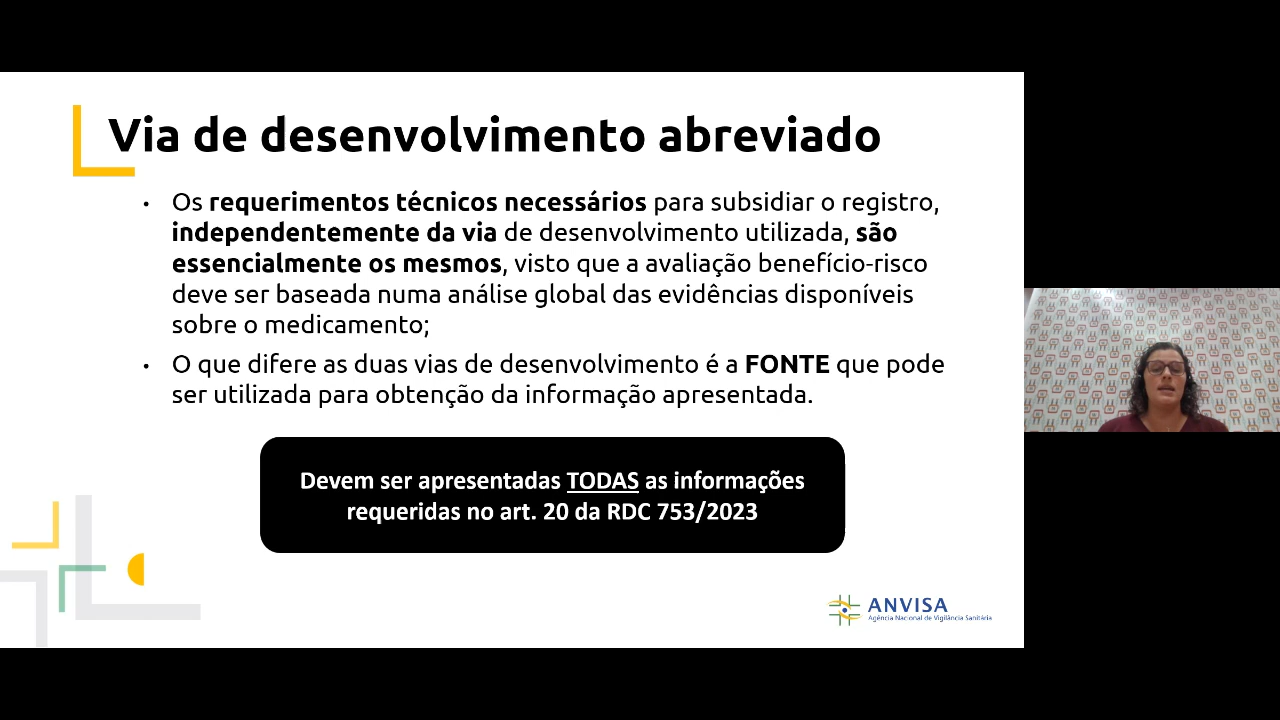 Via de desenvolvimento abreviado
• Os requerimentos técnicos necessários para subsidiar o registro,
independentemente da via de desenvolvimento utilizada, são
essencialmente os mesmos, visto que a avaliação benefício-risco
deve ser baseada numa análise global das evidências disponíveis
sobre o medicamento;
• O que difere as duas vias de desenvolvimento é a FONTE que pode
ser utilizada para obtenção da informação apresentada.
Devem ser apresentadas TODAS as informações
requeridas no art. 20 da RDC 753/2023
ANVISA
Agência Nacional de Vigilância Sanitária